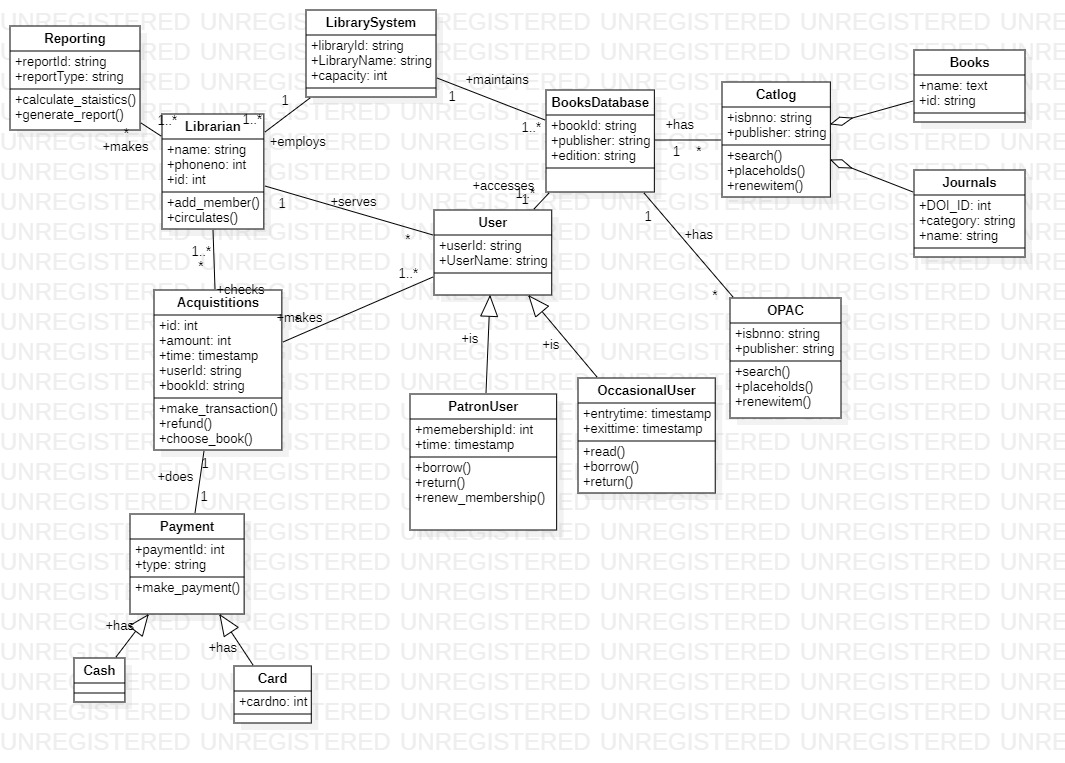 LibrarySystem
+libraryId: string
+LibraryName: string
+capacity: int
Reporting
+reportId: string
+reportType: string
+calculate_staistics()
+generate_report()
1..*
*
+makes
Librarian
+name: string
+phoneno: int
+id: int
+add_member()
+circulates()
1
1..*
+employs
+maintains
1
1..*
BooksDatabase
+bookId: string
+publisher: string
+edition: string
+has
1
*
Catlog
+isbnno: string
+publisher: string
+search()
+placeholds()
+renewitem()
Books
+name: text
+id: string
Journals
+DOI_ID: int
+category: string
+name: string
+serves
1
*
+accesses
1..*
1
User
+userId: string
+UserName: string
1
+has
*
OPAC
+isbnno: string
+publisher: string
+search()
+placeholds()
+renewitem()
1..*
*
+checks
1..*
+makes
*
Acquistitions
+id: int
+amount: int
+time: timestamp
+userId: string
+bookId: string
+make_transaction()
+refund()
+choose_book()
+is
+is
PatronUser
+memebershipId: int
+time: timestamp
+borrow()
+return()
+renew_membership()
OccasionalUser
+entrytime: timestamp
+exittime: timestamp
+read()
+borrow()
+return()
1
+does
1
Payment
+paymentId: int
+type: string
+make_payment()
+has
+has
Cash
Card
+cardno: int
UNREGISTERED